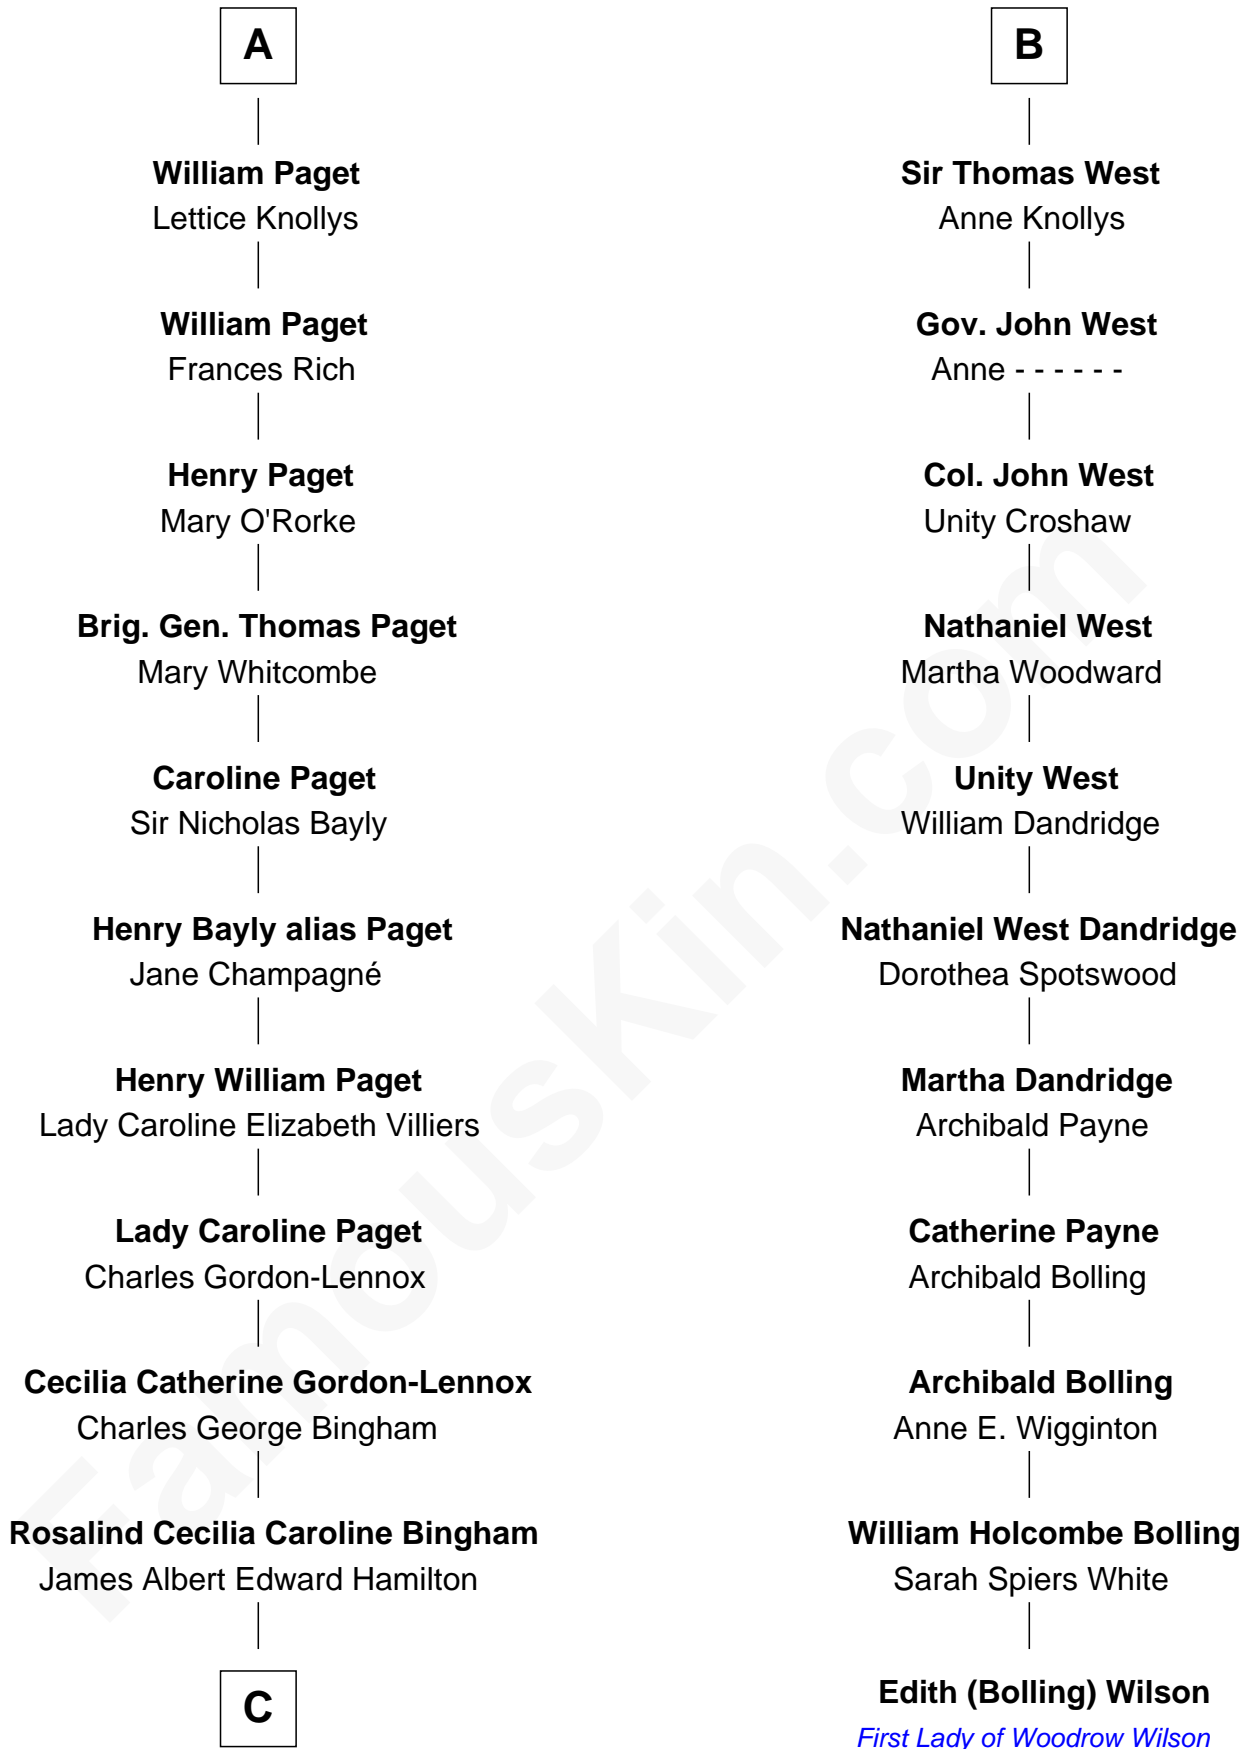 A
William Paget
Lettice Knollys
William Paget
Frances Rich
Henry Paget
Mary O'Rorke
Brig. Gen. Thomas Paget
Mary Whitcombe
Caroline Paget
Sir Nicholas Bayly
Henry Bayly alias Paget
Jane Champagné
Henry William Paget
Lady Caroline Elizabeth Villiers
Lady Caroline Paget
Charles Gordon-Lennox
Cecilia Catherine Gordon-Lennox
Charles George Bingham
Rosalind Cecilia Caroline Bingham
James Albert Edward Hamilton
C
B
Sir Thomas West
Anne Knollys
Gov. John West
Anne - - - - - -
Col. John West
Unity Croshaw
Nathaniel West
Martha Woodward
Unity West
William Dandridge
Nathaniel West Dandridge
Dorothea Spotswood
Martha Dandridge
Archibald Payne
Catherine Payne
Archibald Bolling
Archibald Bolling
Anne E. Wigginton
William Holcombe Bolling
Sarah Spiers White
Edith (Bolling) Wilson
First Lady of Woodrow Wilson
FamousKin.com